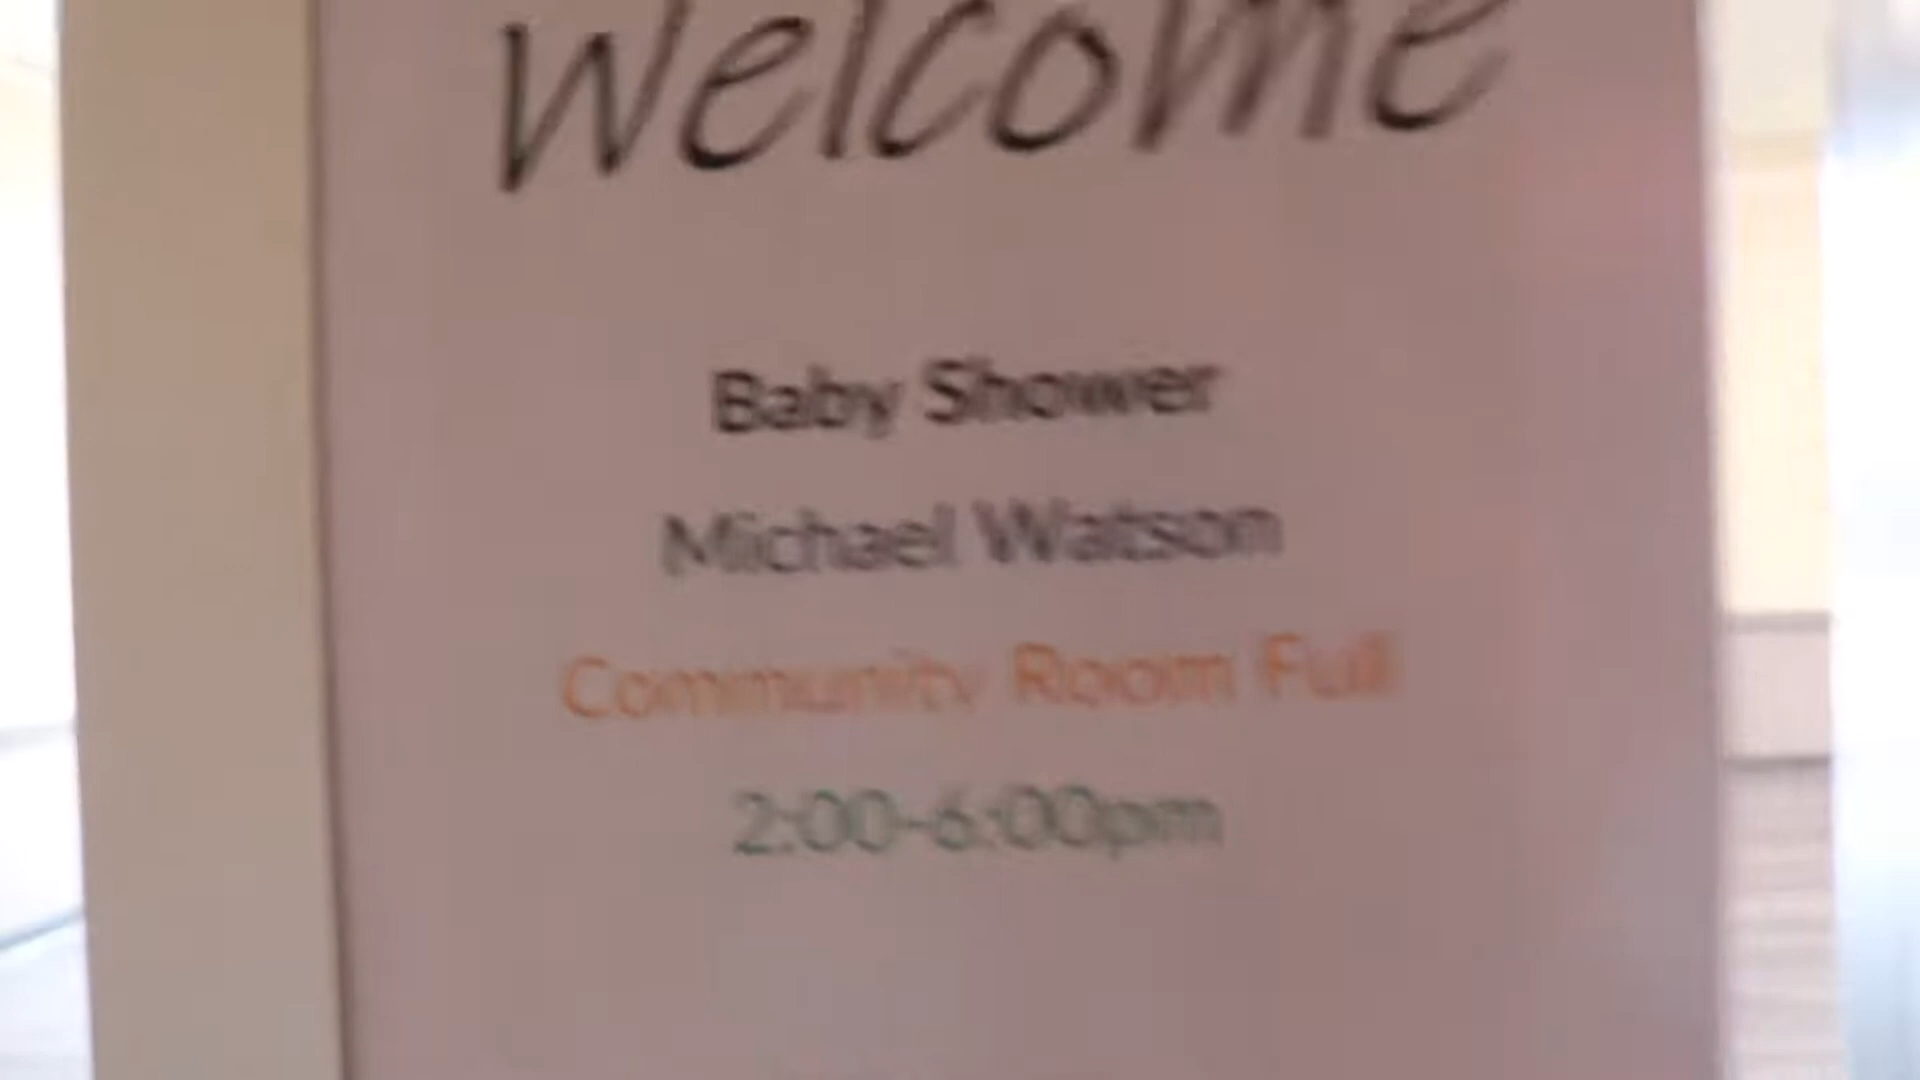 Welcome
Baby Shower
Michael Watson
Community Room Full
2:00-6:00pm